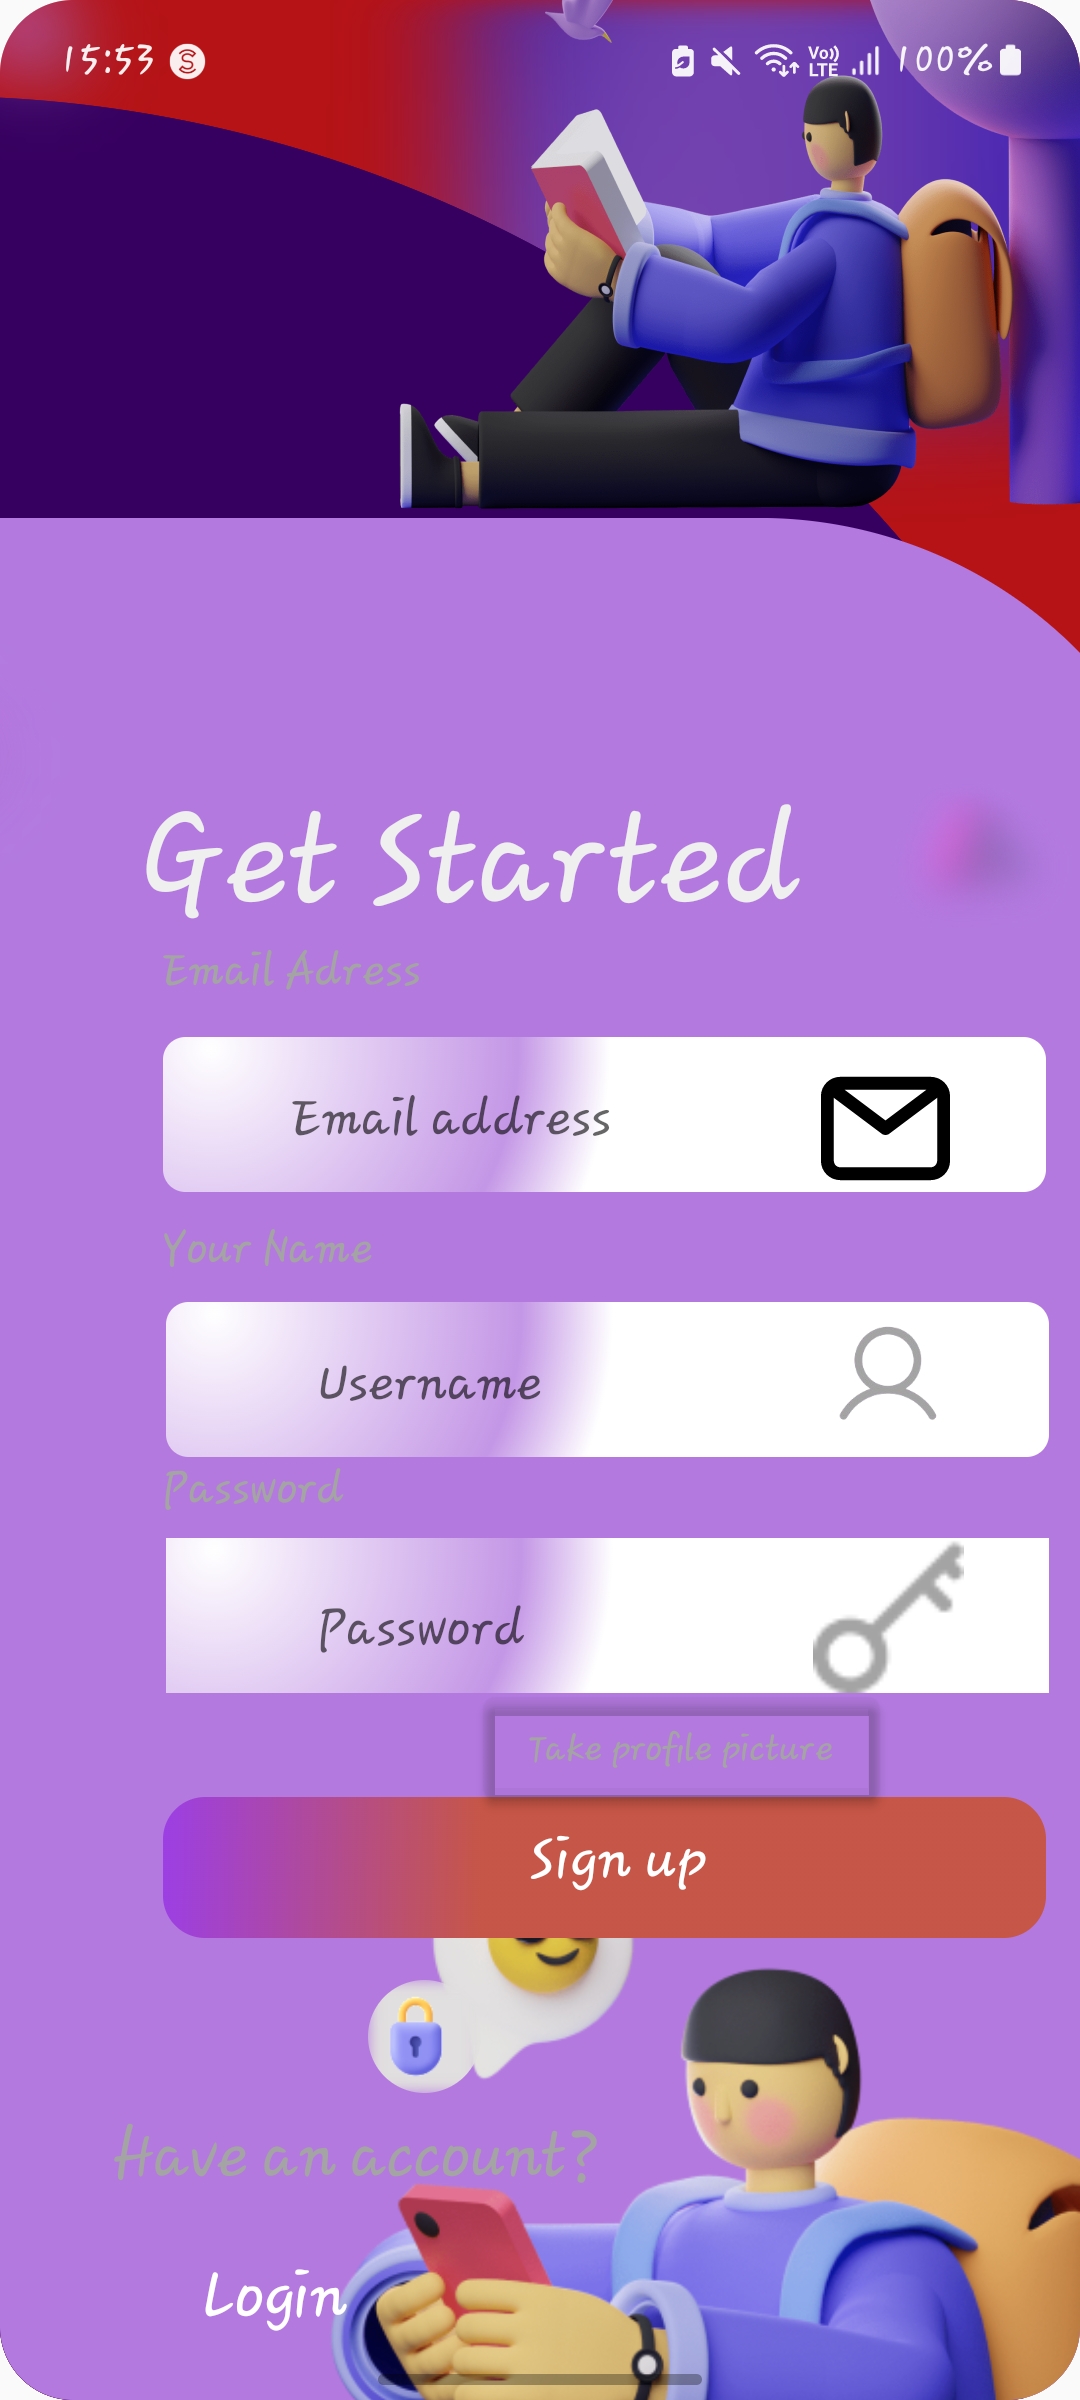 15:53 Vo)) LTE 100%
Get Started
Email Adress
Email address
Your Name
Username
Password
Password
Take profile picture
Sign up
Have an account?
Login